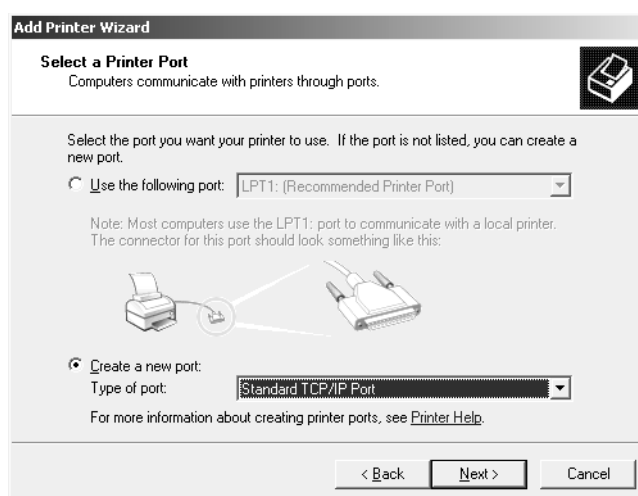 Add Printer Wizard
Select a Printer Port
Computers communicate with printers through ports.
Select the port you want your printer to use. If the port is not listed, you can create a
new port.
Use the following port: LPT1: (Recommended Printer Port)
Note: Most computers use the LPT1: port to communicate with a local printer.
The connector for this port should look something like this:
Create a new port:
Type of port: Standard TCP/IP Port
For more information about creating printer ports, see Printer Help.
< Back Next > Cancel